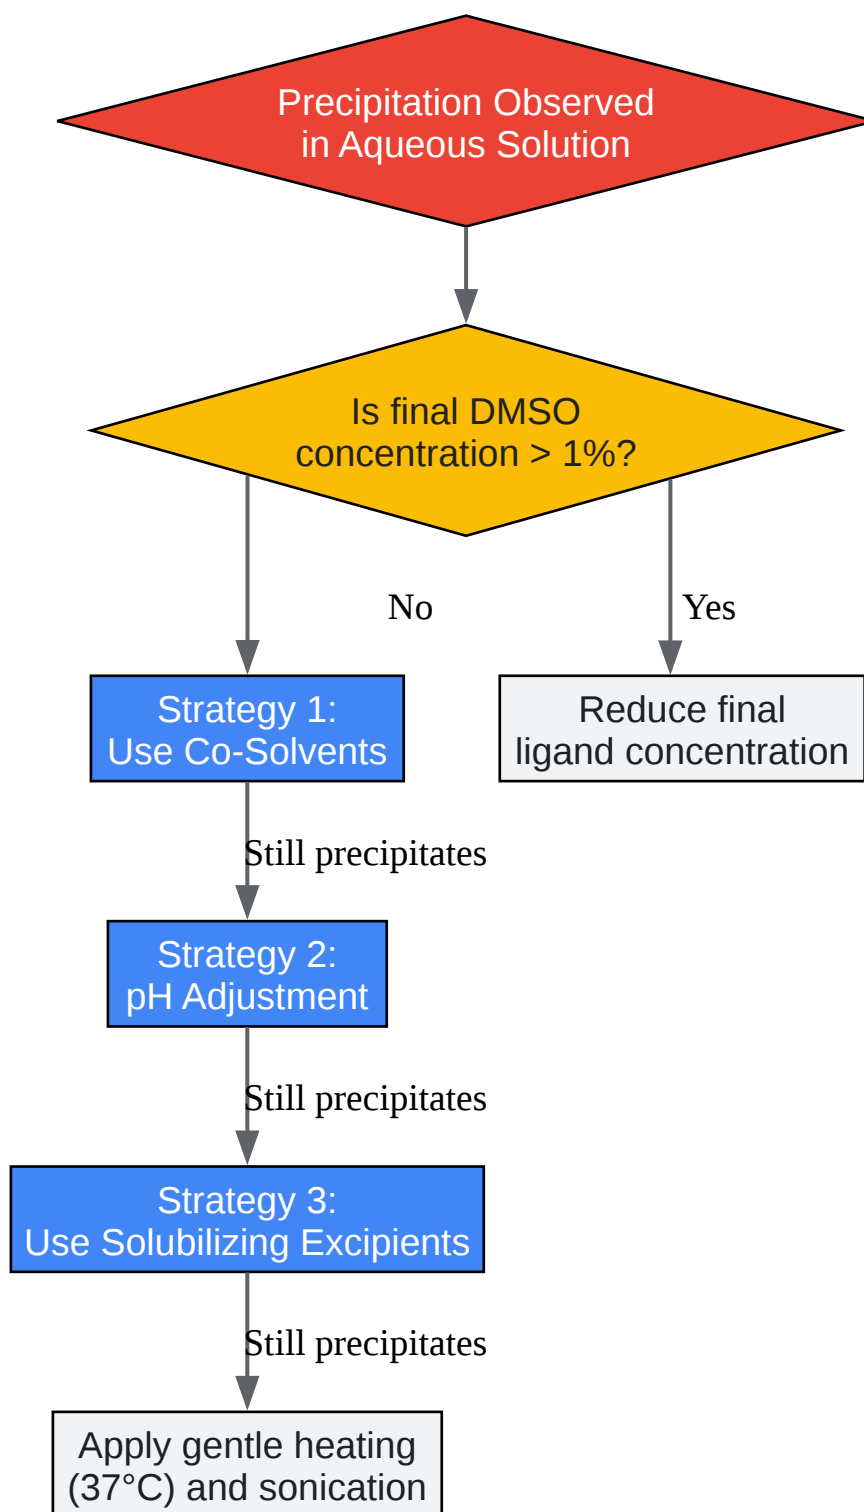 Precipitation Observed
in Aqueous Solution
Is final DMSO
concentration > 1%?
No
Yes
Strategy 1:
Use Co-Solvents
Reduce final
ligand concentration
Still precipitates
Strategy 2:
pH Adjustment
Still precipitates
Strategy 3:
Use Solubilizing Excipients
Still precipitates
Apply gentle heating
(37°C) and sonication